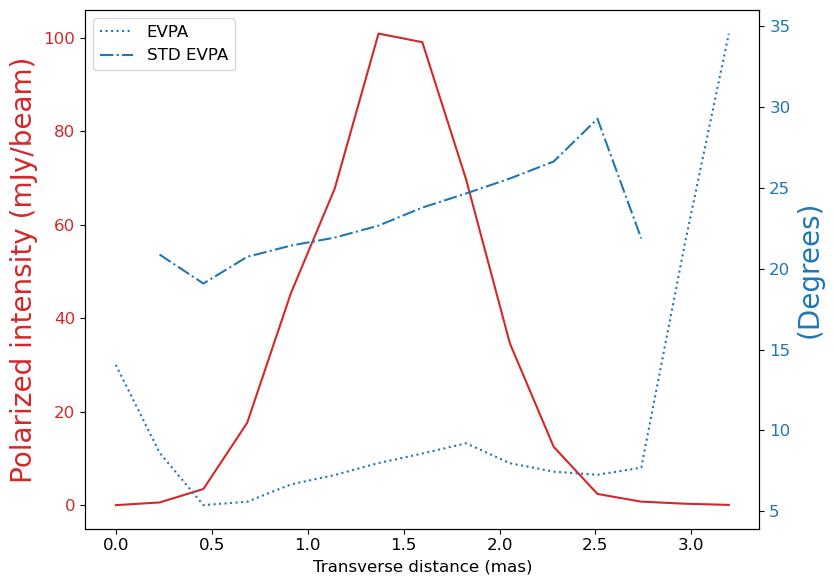 EVPA
STD EVPA
Polarized intensity (mJy/beam)
100
80
60
40
20
0
35
30
25
20
15
10
5
(Degrees)
0.0 0.5 1.0 1.5 2.0 2.5 3.0
Transverse distance (mas)